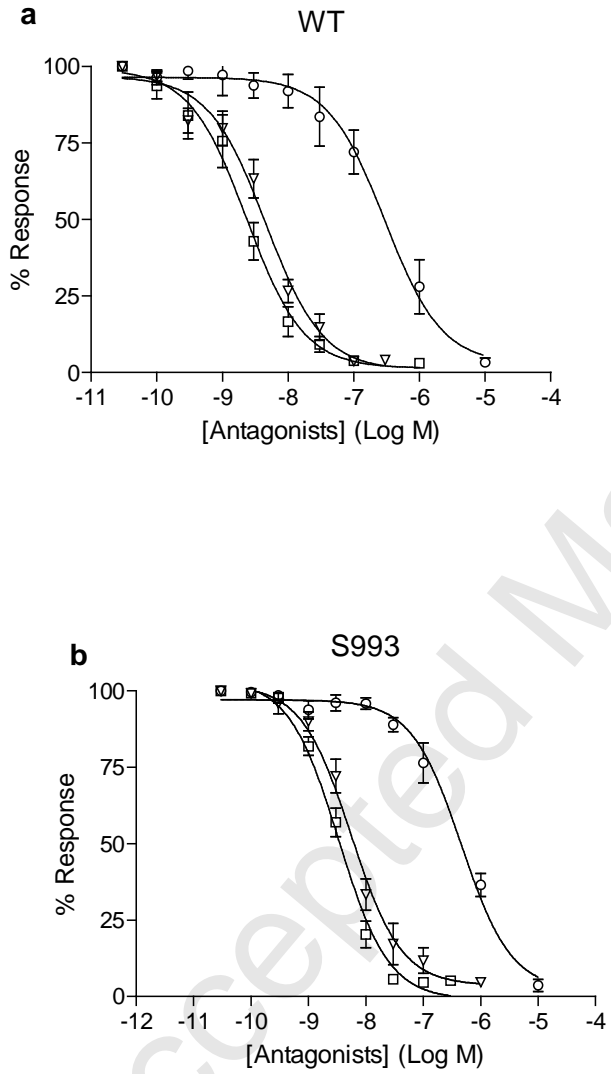 a
WT
100
75
50
25
0
% Response
-11 -10 -9 -8 -7 -6 -5 -4
[Antagonists] (Log M)
b
S993
100
75
50
25
0
% Response
-12 -11 -10 -9 -8 -7 -6 -5 -4
[Antagonists] (Log M)
ccepted M